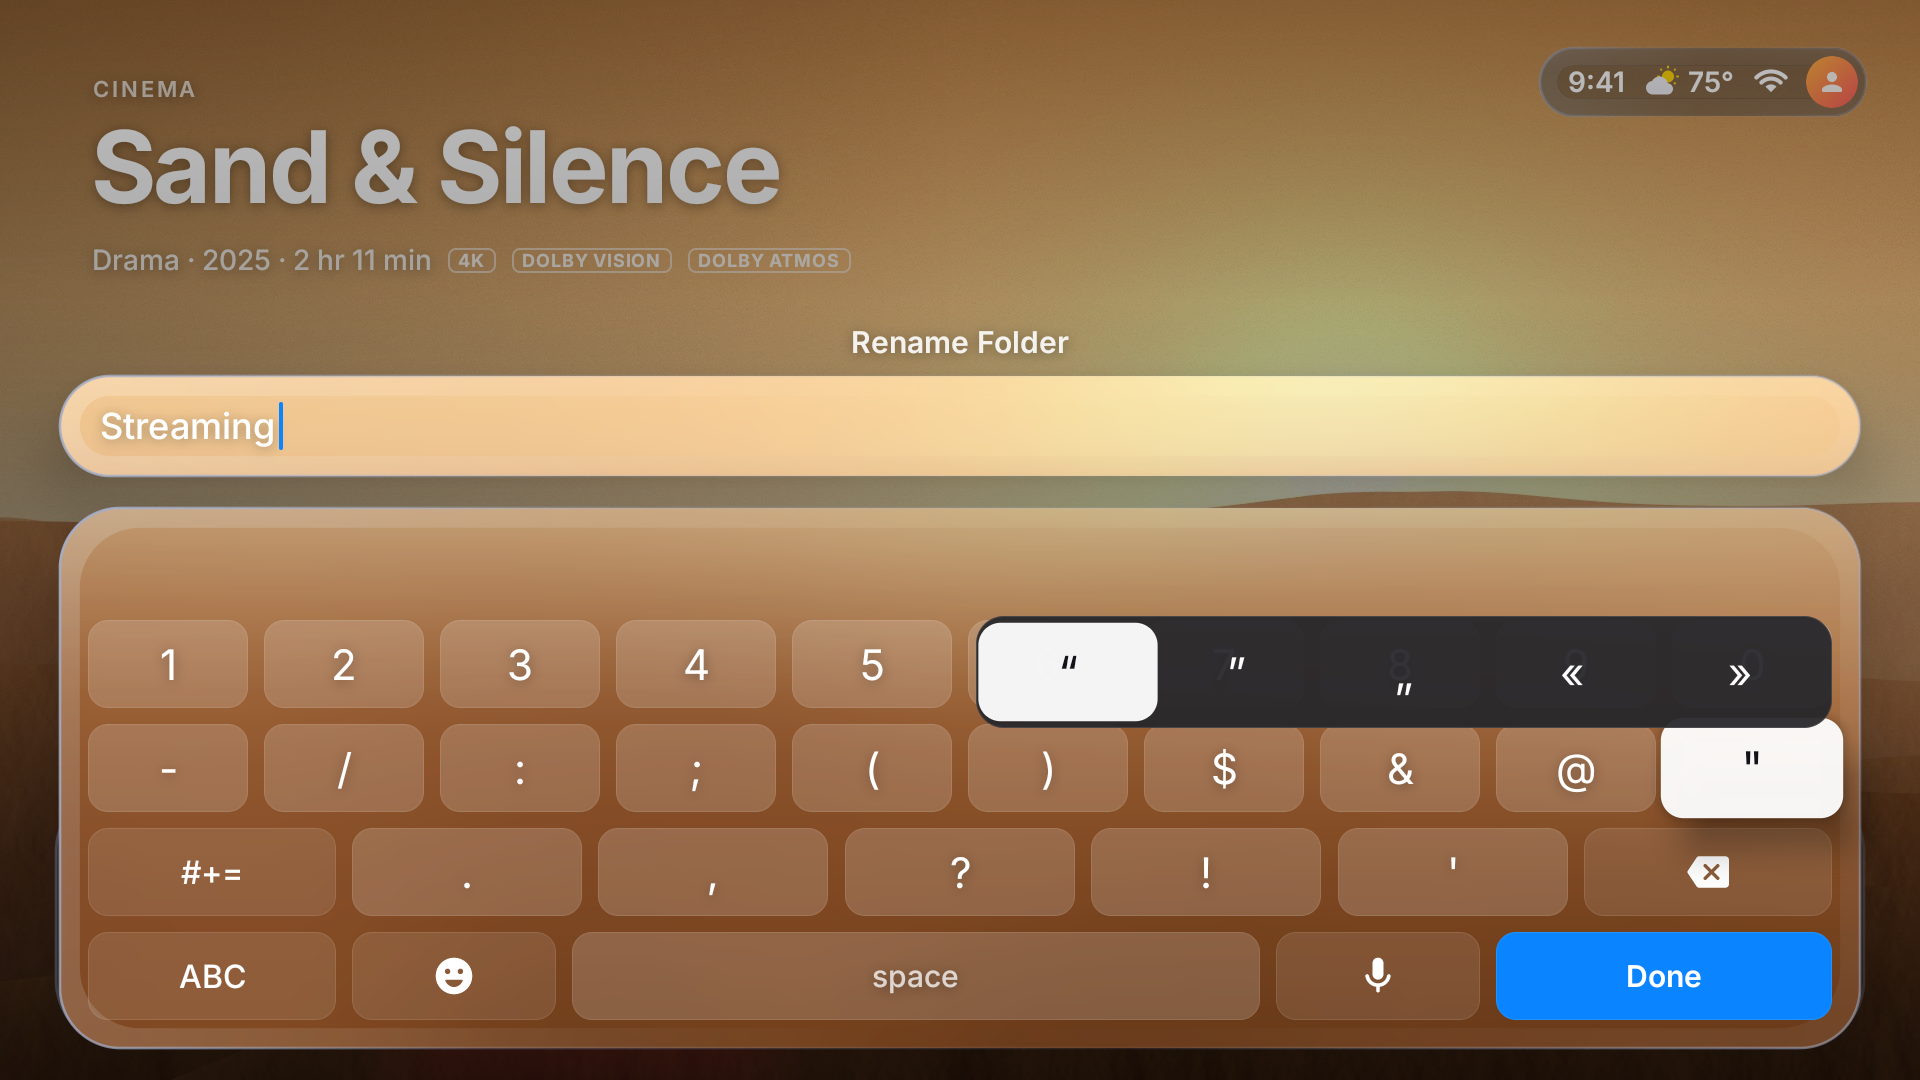 CINEMA
9:41 75°
Sand & Silence
Drama · 2025 · 2 hr 11 min 4K DOLBY VISION DOLBY ATMOS
Rename Folder
Streaming
1 2 3 4 5 “ ” „ « »
- / : ; ( ) $ & @ "
#+= . , ? ! '
ABC space Done